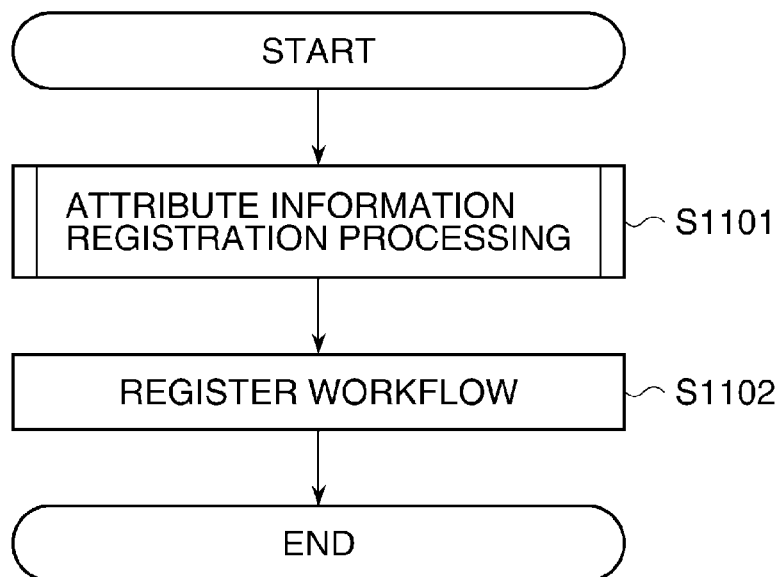 START
ATTRIBUTE INFORMATION
REGISTRATION PROCESSING
S1101
REGISTER WORKFLOW
S1102
END